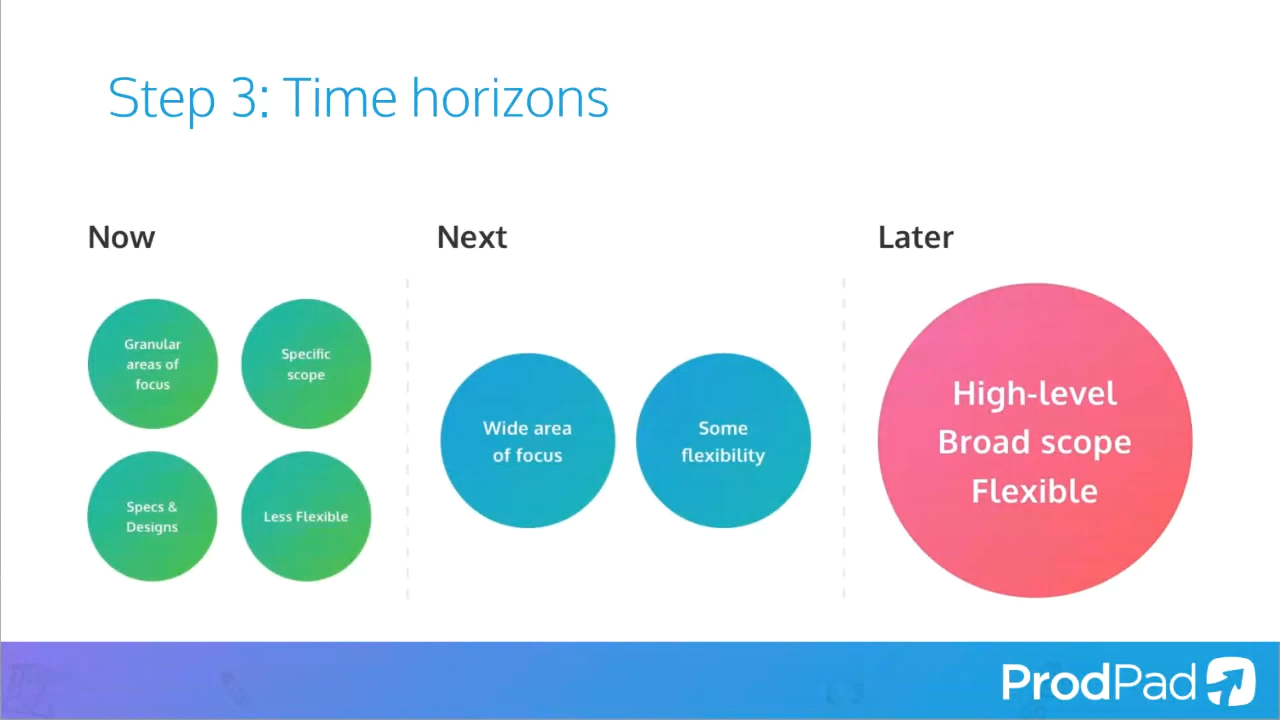 Step 3: Time horizons
Now
Granular
areas of
focus
Specific
scope
Specs &
Designs
Less Flexible
Next
Wide area
of focus
Some
flexibility
Later
High-level
Broad scope
Flexible
ProdPad